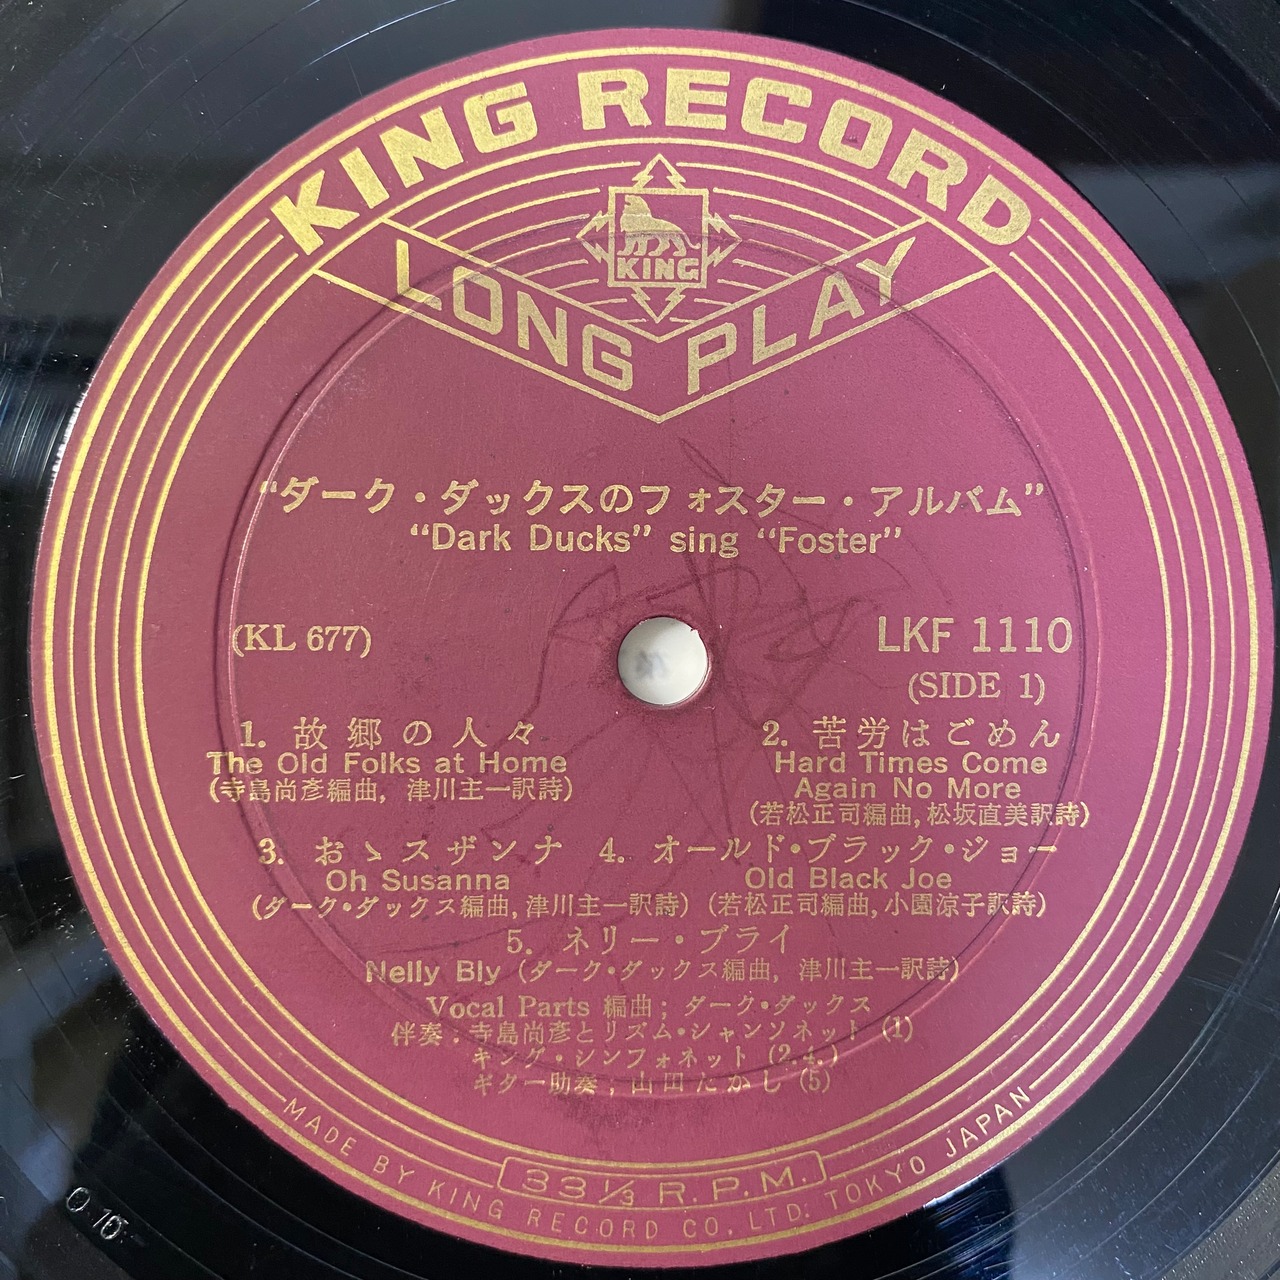 KING RECORD
KING
LONG PLAY
“ダーク・ダックスのフォスター・アルバム”
“Dark Ducks” sing “Foster”
(KL 677)
LKF 1110
(SIDE 1)
1. 故郷の人々
The Old Folks at Home
(寺島尚彦編曲, 津川主一訳詩)
2. 苦労はごめん
Hard Times Come
Again No More
(若松正司編曲,松坂直美訳詩)
3. おゝスザンナ
Oh Susanna
(ダーク・ダックス編曲,津川主一訳詩)
4. オールド・ブラック・ジョー
Old Black Joe
(若松正司編曲,小園涼子訳詩)
5. ネリー・ブライ
Nelly Bly (ダーク・ダックス編曲, 津川主一訳詩)
Vocal Parts 編曲; ダーク・ダックス
伴奏:寺島尚彦とリズム・シャンソネット (1)
キング・シンフォネット (2.4.)
ギター助奏;山田たかし (5)
33⅓ R.P.M.
MADE BY KING RECORD CO., LTD. TOKYO JAPAN